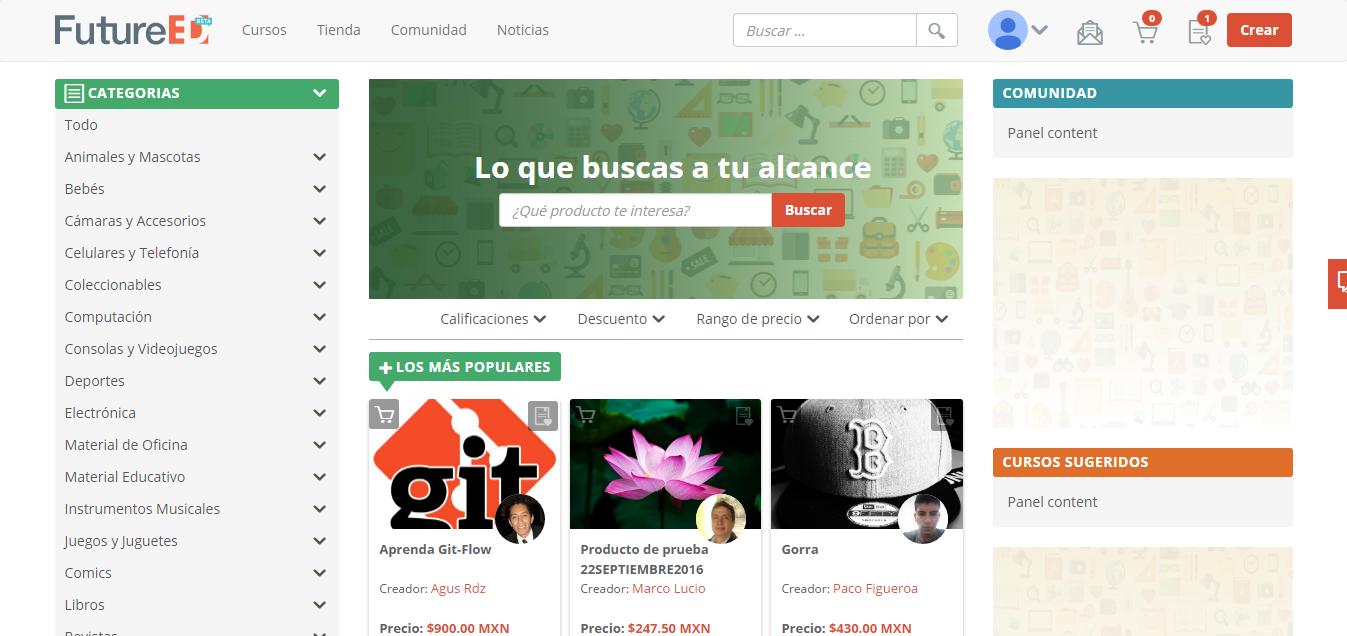 FutureED BETA
Cursos
Tienda
Comunidad
Noticias
Buscar ...
0
1
Crear
CATEGORIAS
Todo
Animales y Mascotas
Bebés
Cámaras y Accesorios
Celulares y Telefonía
Coleccionables
Computación
Consolas y Videojuegos
Deportes
Electrónica
Material de Oficina
Material Educativo
Instrumentos Musicales
Juegos y Juguetes
Comics
Libros
Revistas
Lo que buscas a tu alcance
¿Qué producto te interesa?
Buscar
SALE
Calificaciones
Descuento
Rango de precio
Ordenar por
LOS MÁS POPULARES
git
Aprenda Git-Flow
Creador: Agus Rdz
Precio: $900.00 MXN
Producto de prueba
22SEPTIEMBRE2016
Creador: Marco Lucio
Precio: $247.50 MXN
B
Gorra
Creador: Paco Figueroa
Precio: $430.00 MXN
COMUNIDAD
Panel content
CURSOS SUGERIDOS
Panel content